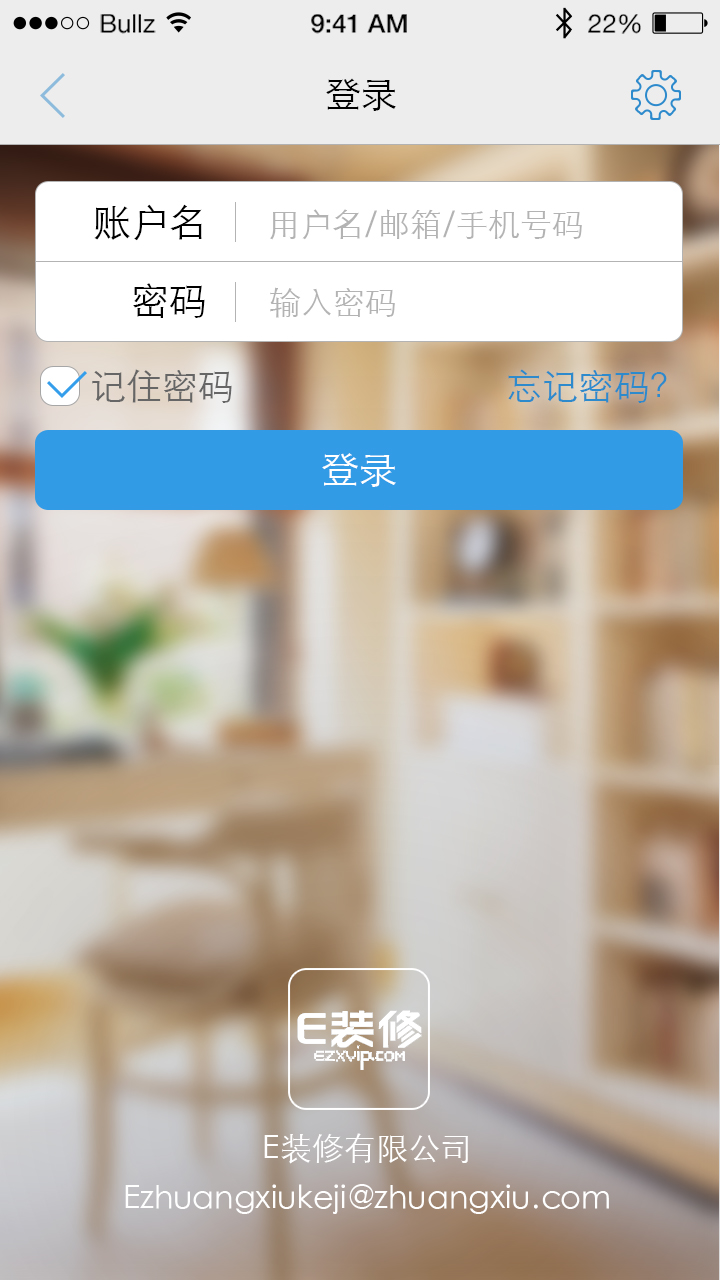 Bullz 9:41 AM 22%
登录
账户名 用户名/邮箱/手机号码
密码 输入密码
记住密码 忘记密码?
登录
E装修
EZXVip.COM
E装修有限公司
Ezhuangxiukeji@zhuangxiu.com